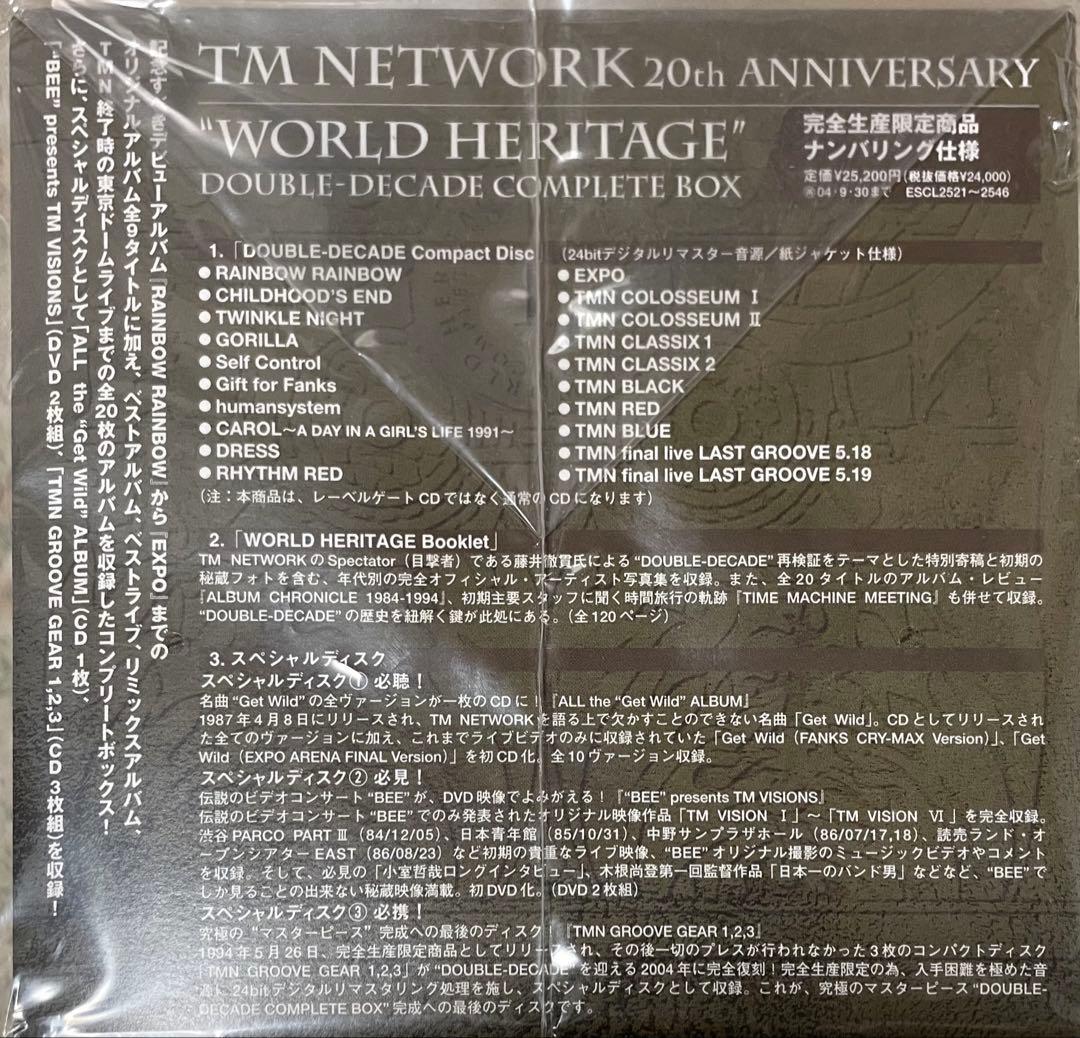 TM NETWORK 20th ANNIVERSARY
"WORLD HERITAGE"
DOUBLE-DECADE COMPLETE BOX
完全生産限定商品
ナンバリング仕様
定価¥25,200円(税抜価格¥24,000)
04・9・30まで ESCL2521〜2546
記念すべきデビューアルバム『RAINBOW RAINBOW』から『EXPO』までの
オリジナルアルバム全9タイトルに加え、ベストアルバム、ベストライブ、リミックスアルバム、
TMN終了時の東京ドームライブまでの全20枚のアルバムを収録したコンプリートボックス!
さらに、スペシャルディスクとして「ALL the "Get Wild" ALBUM」(CD 1枚)、
「"BEE" presents TM VISIONS」(DVD 2枚組)、「TMN GROOVE GEAR 1,2,3」(CD 3枚組)を収録!
1.「DOUBLE-DECADE Compact Disc」 (24bitデジタルリマスター音源/紙ジャケット仕様)
●RAINBOW RAINBOW
●CHILDHOOD'S END
●TWINKLE NIGHT
●GORILLA
●Self Control
●Gift for Fanks
●humansystem
●CAROL〜A DAY IN A GIRL'S LIFE 1991〜
●DRESS
●RHYTHM RED
●EXPO
●TMN COLOSSEUM Ⅰ
●TMN COLOSSEUM Ⅱ
●TMN CLASSIX 1
●TMN CLASSIX 2
●TMN BLACK
●TMN RED
●TMN BLUE
●TMN final live LAST GROOVE 5.18
●TMN final live LAST GROOVE 5.19
(注:本商品は、レーベルゲートCDではなく通常のCDになります)
2.「WORLD HERITAGE Booklet」
TM NETWORKのSpectator(目撃者)である藤井徹貫氏による"DOUBLE-DECADE"再検証をテーマとした特別寄稿と初期の
秘蔵フォトを含む、年代別の完全オフィシャル・アーティスト写真集を収録。また、全20タイトルのアルバム・レビュー
『ALBUM CHRONICLE 1984-1994』、初期主要スタッフに聞く時間旅行の軌跡『TIME MACHINE MEETING』も併せて収録。
"DOUBLE-DECADE"の歴史を紐解く鍵が此処にある。(全120ページ)
3.スペシャルディスク
スペシャルディスク① 必聴!
名曲"Get Wild"の全ヴァージョンが一枚のCDに!『ALL the "Get Wild" ALBUM』
1987年4月8日にリリースされ、TM NETWORKを語る上で欠かすことのできない名曲「Get Wild」。CDとしてリリースされ
た全てのヴァージョンに加え、これまでライブビデオのみに収録されていた「Get Wild(FANKS CRY-MAX Version)」、「Get
Wild(EXPO ARENA FINAL Version)」を初CD化。全10ヴァージョン収録。
スペシャルディスク② 必見!
伝説のビデオコンサート"BEE"が、DVD映像でよみがえる!『"BEE" presents TM VISIONS』
伝説のビデオコンサート"BEE"でのみ発表されたオリジナル映像作品「TM VISION Ⅰ」〜「TM VISION Ⅵ」を完全収録。
渋谷PARCO PARTⅢ(84/12/05)、日本青年館(85/10/31)、中野サンプラザホール(86/07/17,18)、読売ランド・オ
ープンシアターEAST(86/08/23)など初期の貴重なライブ映像、"BEE"オリジナル撮影のミュージックビデオやコメント
を収録。そして、必見の「小室哲哉ロングインタビュー」、木根尚登第一回監督作品「日本一のバンド男」などなど、"BEE"で
しか見ることの出来ない秘蔵映像満載。初DVD化。(DVD2枚組)
スペシャルディスク③ 必携!
究極の"マスターピース"完成への最後のディスク!『TMN GROOVE GEAR 1,2,3』
1994年5月26日、完全生産限定商品としてリリースされ、その後一切のプレスが行われなかった3枚のコンパクトディスク
「TMN GROOVE GEAR 1,2,3」が"DOUBLE-DECADE"を迎える2004年に完全復刻!完全生産限定の為、入手困難を極めた音
源に24bitデジタルリマスタリング処理を施し、スペシャルディスクとして収録。これが、究極のマスターピース"DOUBLE-
DECADE COMPLETE BOX"完成への最後のディスクです。